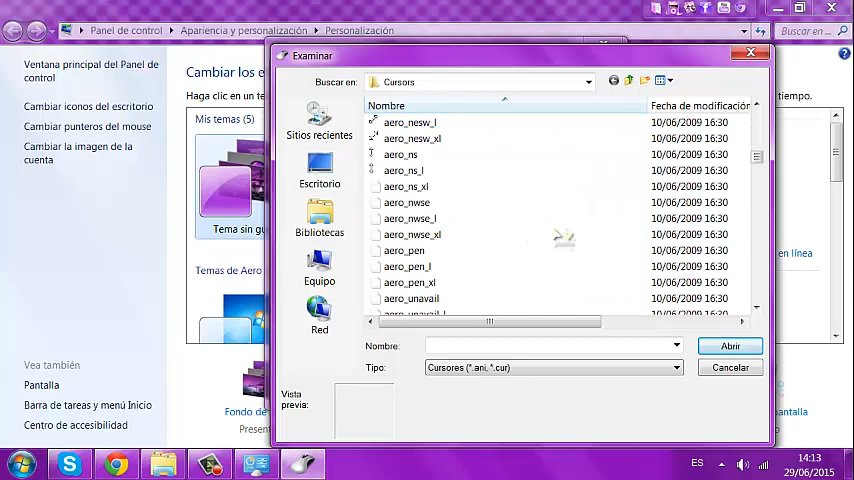 Panel de control
Apariencia y personalización
Personalización
Buscar en...
Ventana principal del Panel de
control
Cambiar iconos del escritorio
Cambiar punteros del mouse
Cambiar la imagen de la
cuenta
Vea también
Pantalla
Barra de tareas y menú Inicio
Centro de accesibilidad
Cambiar los e
Haga clic en un te
tiempo.
Mis temas (5)
Tema sin gu
Temas de Aero
en línea
Fondo de
Present
pantalla
Examinar
Buscar en:
Cursors
Sitios recientes
Escritorio
Bibliotecas
Equipo
Red
Nombre
Fecha de modificación
aero_nesw_l 10/06/2009 16:30
aero_nesw_xl 10/06/2009 16:30
aero_ns 10/06/2009 16:30
aero_ns_l 10/06/2009 16:30
aero_ns_xl 10/06/2009 16:30
aero_nwse 10/06/2009 16:30
aero_nwse_l 10/06/2009 16:30
aero_nwse_xl 10/06/2009 16:30
aero_pen 10/06/2009 16:30
aero_pen_l 10/06/2009 16:30
aero_pen_xl 10/06/2009 16:30
aero_unavail 10/06/2009 16:30
Nombre:
Abrir
Tipo:
Cursores (*.ani, *.cur)
Cancelar
Vista
previa:
ES
14:13
29/06/2015